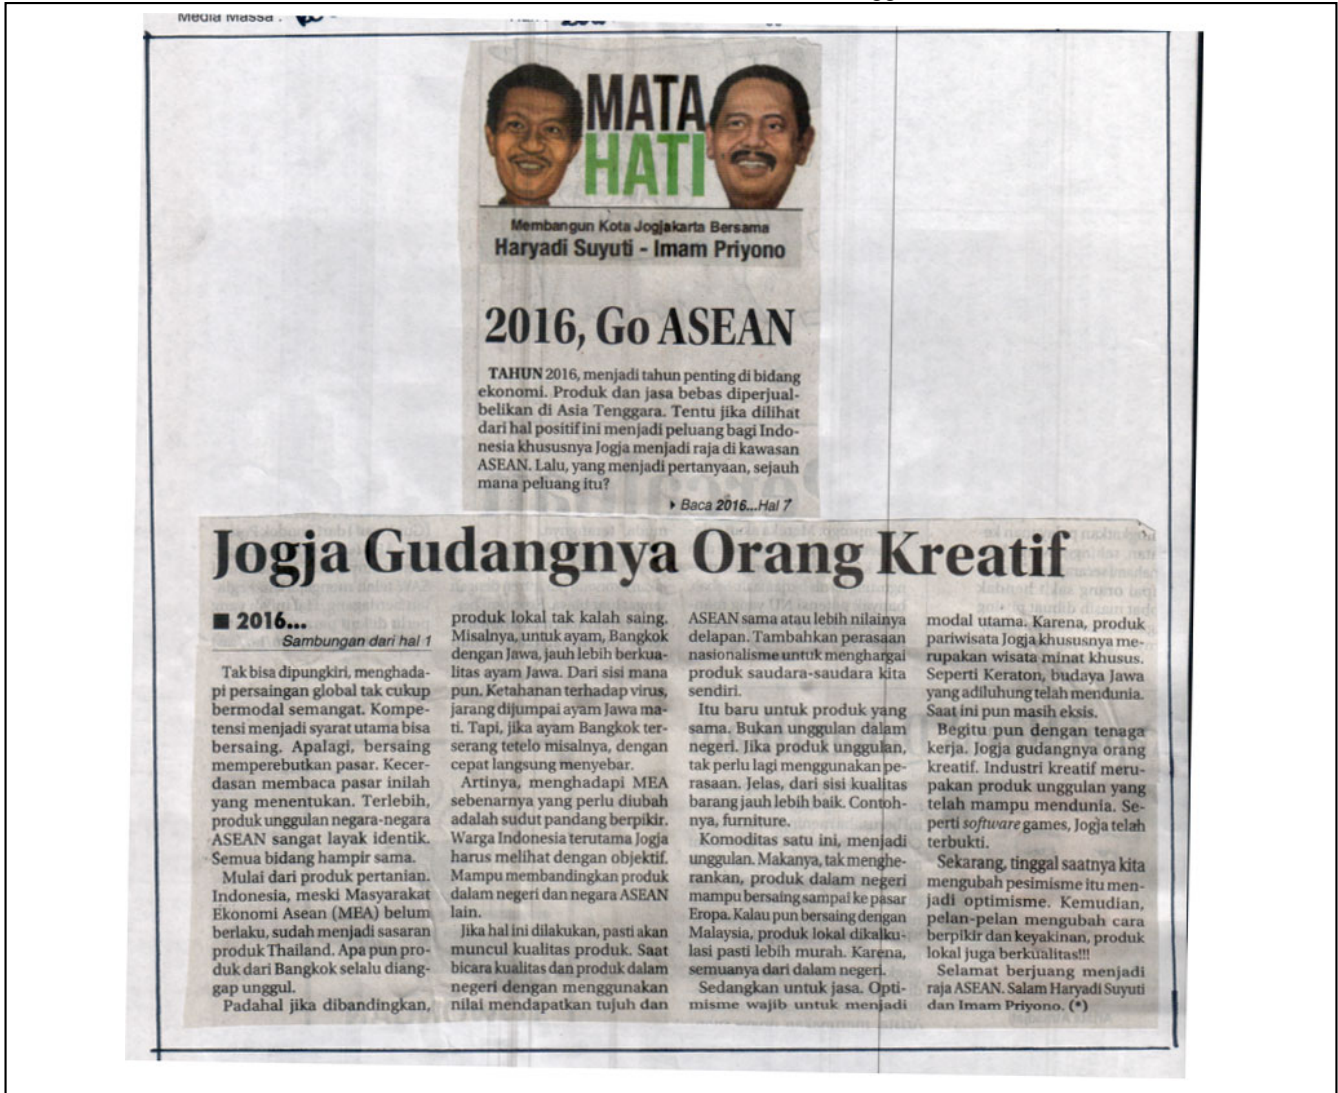 Media Massa :
MATA
HATI
Membangun Kota Jogjakarta Bersama
Haryadi Suyuti - Imam Priyono
2016, Go ASEAN
TAHUN 2016, menjadi tahun penting di bidang
ekonomi. Produk dan jasa bebas diperjual-
belikan di Asia Tenggara. Tentu jika dilihat
dari hal positif ini menjadi peluang bagi Indo-
nesia khususnya Jogja menjadi raja di kawasan
ASEAN. Lalu, yang menjadi pertanyaan, sejauh
mana peluang itu?
▸ Baca 2016...Hal 7
Jogja Gudangnya Orang Kreatif
■ 2016...
Sambungan dari hal 1
Tak bisa dipungkiri, menghada-
pi persaingan global tak cukup
bermodal semangat. Kompe-
tensi menjadi syarat utama bisa
bersaing. Apalagi, bersaing
memperebutkan pasar. Kecer-
dasan membaca pasar inilah
yang menentukan. Terlebih,
produk unggulan negara-negara
ASEAN sangat layak identik.
Semua bidang hampir sama.
Mulai dari produk pertanian.
Indonesia, meski Masyarakat
Ekonomi Asean (MEA) belum
berlaku, sudah menjadi sasaran
produk Thailand. Apa pun pro-
duk dari Bangkok selalu diang-
gap unggul.
Padahal jika dibandingkan,
produk lokal tak kalah saing.
Misalnya, untuk ayam, Bangkok
dengan Jawa, jauh lebih berkua-
litas ayam Jawa. Dari sisi mana
pun. Ketahanan terhadap virus,
jarang dijumpai ayam Jawa ma-
ti. Tapi, jika ayam Bangkok ter-
serang tetelo misalnya, dengan
cepat langsung menyebar.
Artinya, menghadapi MEA
sebenarnya yang perlu diubah
adalah sudut pandang berpikir.
Warga Indonesia terutama Jogja
harus melihat dengan objektif.
Mampu membandingkan produk
dalam negeri dan negara ASEAN
lain.
Jika hal ini dilakukan, pasti akan
muncul kualitas produk. Saat
bicara kualitas dan produk dalam
negeri dengan menggunakan
nilai mendapatkan tujuh dan
ASEAN sama atau lebih nilainya
delapan. Tambahkan perasaan
nasionalisme untuk menghargai
produk saudara-saudara kita
sendiri.
Itu baru untuk produk yang
sama. Bukan unggulan dalam
negeri. Jika produk unggulan,
tak perlu lagi menggunakan pe-
rasaan. Jelas, dari sisi kualitas
barang jauh lebih baik. Contoh-
nya, furniture.
Komoditas satu ini, menjadi
unggulan. Makanya, tak menghe-
rankan, produk dalam negeri
mampu bersaing sampai ke pasar
Eropa. Kalau pun bersaing dengan
Malaysia, produk lokal dikalku-
lasi pasti lebih murah. Karena,
semuanya dari dalam negeri.
Sedangkan untuk jasa. Opti-
misme wajib untuk menjadi
modal utama. Karena, produk
pariwisata Jogja khususnya me-
rupakan wisata minat khusus.
Seperti Keraton, budaya Jawa
yang adiluhung telah mendunia.
Saat ini pun masih eksis.
Begitu pun dengan tenaga
kerja. Jogja gudangnya orang
kreatif. Industri kreatif meru-
pakan produk unggulan yang
telah mampu mendunia. Se-
perti software games, Jogja telah
terbukti.
Sekarang, tinggal saatnya kita
mengubah pesimisme itu men-
jadi optimisme. Kemudian,
pelan-pelan mengubah cara
berpikir dan keyakinan, produk
lokal juga berkualitas!!!
Selamat berjuang menjadi
raja ASEAN. Salam Haryadi Suyuti
dan Imam Priyono. (*)